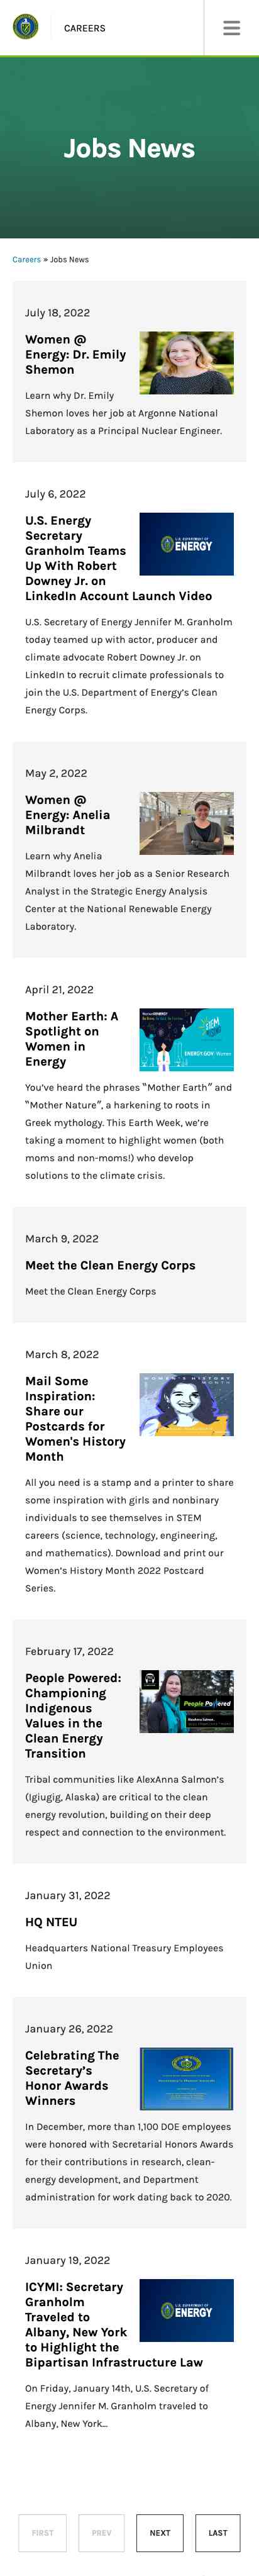 CAREERS
Jobs News
Careers » Jobs News
July 18, 2022
Women @
Energy: Dr. Emily
Shemon
Learn why Dr. Emily
Shemon loves her job at Argonne National
Laboratory as a Principal Nuclear Engineer.
July 6, 2022
U.S. Energy
Secretary
Granholm Teams
Up With Robert
Downey Jr. on
LinkedIn Account Launch Video
U.S. DEPARTMENT OF
ENERGY
U.S. Secretary of Energy Jennifer M. Granholm
today teamed up with actor, producer and
climate advocate Robert Downey Jr. on
LinkedIn to recruit climate professionals to
join the U.S. Department of Energy's Clean
Energy Corps.
May 2, 2022
Women @
Energy: Anelia
Milbrandt
Learn why Anelia
Milbrandt loves her job as a Senior Research
Analyst in the Strategic Energy Analysis
Center at the National Renewable Energy
Laboratory.
April 21, 2022
Mother Earth: A
Spotlight on
Women in
Energy
STEM
ENERGY.GOV/Women
You've heard the phrases "Mother Earth" and
"Mother Nature", a harkening to roots in
Greek mythology. This Earth Week, we're
taking a moment to highlight women (both
moms and non-moms!) who develop
solutions to the climate crisis.
March 9, 2022
Meet the Clean Energy Corps
Meet the Clean Energy Corps
March 8, 2022
Mail Some
Inspiration:
Share our
Postcards for
Women's History
Month
WOMEN'S HISTORY
MONTH
All you need is a stamp and a printer to share
some inspiration with girls and nonbinary
individuals to see themselves in STEM
careers (science, technology, engineering,
and mathematics). Download and print our
Women's History Month 2022 Postcard
Series.
February 17, 2022
People Powered:
Championing
Indigenous
Values in the
Clean Energy
Transition
People Powered
Tribal communities like AlexAnna Salmon's
(Igiugig, Alaska) are critical to the clean
energy revolution, building on their deep
respect and connection to the environment.
January 31, 2022
HQ NTEU
Headquarters National Treasury Employees
Union
January 26, 2022
Celebrating The
Secretary's
Honor Awards
Winners
In December, more than 1,100 DOE employees
were honored with Secretarial Honors Awards
for their contributions in research, clean-
energy development, and Department
administration for work dating back to 2020.
January 19, 2022
ICYMI: Secretary
Granholm
Traveled to
Albany, New York
to Highlight the
Bipartisan Infrastructure Law
U.S. DEPARTMENT OF
ENERGY
On Friday, January 14th, U.S. Secretary of
Energy Jennifer M. Granholm traveled to
Albany, New York...
FIRST
PREV
NEXT
LAST